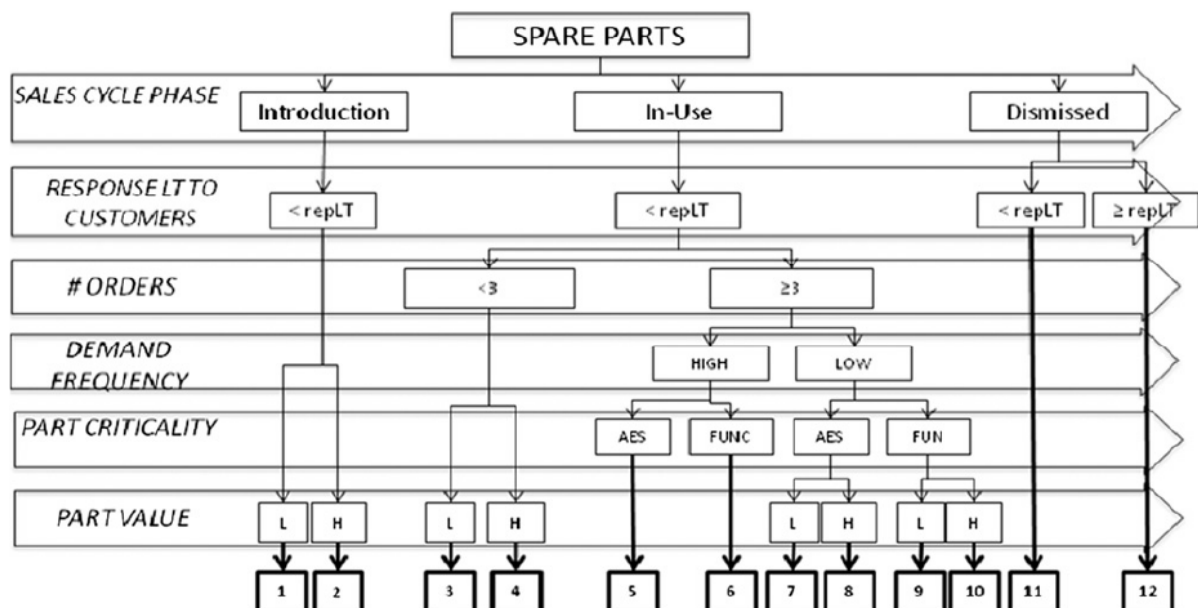 SPARE PARTS
SALES CYCLE PHASE
Introduction
In-Use
Dismissed
RESPONSE LT TO
CUSTOMERS
< repLT
< repLT
< repLT
≥ repLT
# ORDERS
<3
≥3
DEMAND
FREQUENCY
HIGH
LOW
PART CRITICALITY
AES
FUNC
AES
FUN
PART VALUE
L
H
L
H
L
H
L
H
1
2
3
4
5
6
7
8
9
10
11
12